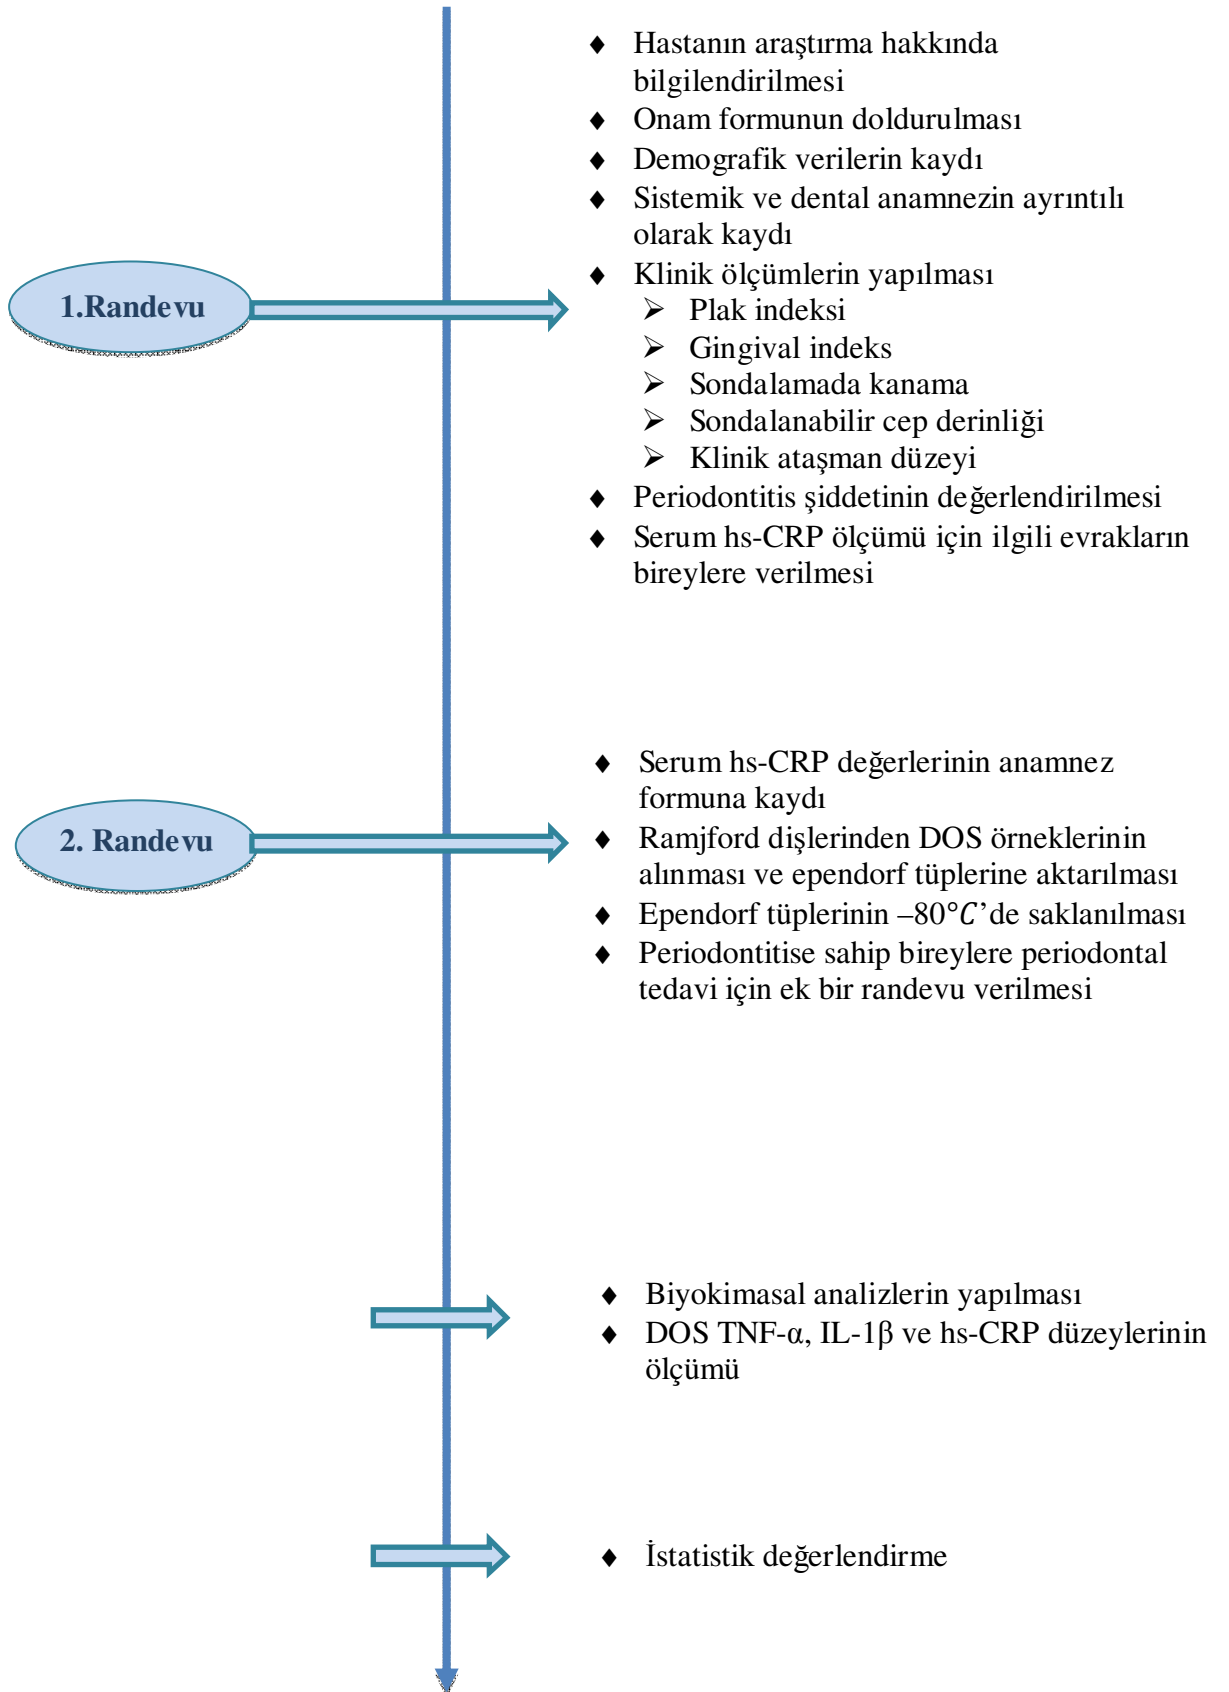 ♦ Hastanın araştırma hakkında
bilgilendirilmesi
♦ Onam formunun doldurulması
♦ Demografik verilerin kaydı
♦ Sistemik ve dental anamnezin ayrıntılı
olarak kaydı
♦ Klinik ölçümlerin yapılması
1.Randevu
➢ Plak indeksi
➢ Gingival indeks
➢ Sondalamada kanama
➢ Sondalanabilir cep derinliği
➢ Klinik ataşman düzeyi
♦ Periodontitis şiddetinin değerlendirilmesi
♦ Serum hs-CRP ölçümü için ilgili evrakların
bireylere verilmesi
♦ Serum hs-CRP değerlerinin anamnez
formuna kaydı
2. Randevu
♦ Ramjford dişlerinden DOS örneklerinin
alınması ve ependorf tüplerine aktarılması
♦ Ependorf tüplerinin –80°C’de saklanılması
♦ Periodontitise sahip bireylere periodontal
tedavi için ek bir randevu verilmesi
♦ Biyokimasal analizlerin yapılması
♦ DOS TNF-α, IL-1β ve hs-CRP düzeylerinin
ölçümü
♦ İstatistik değerlendirme